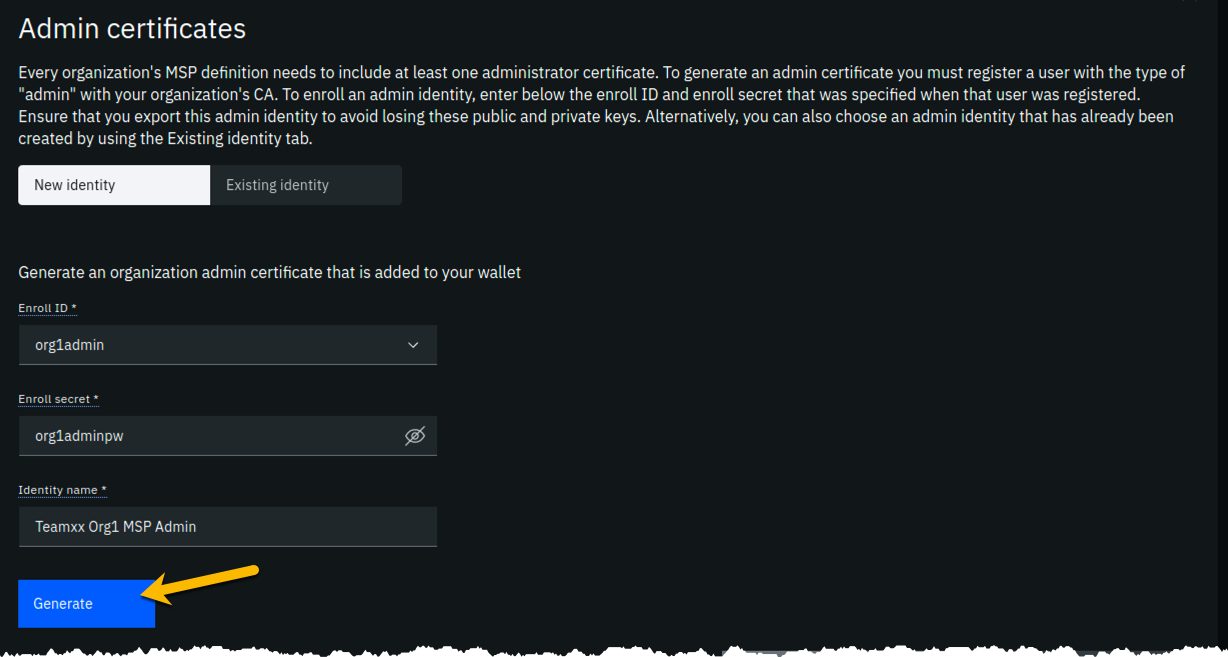 Admin certificates
Every organization's MSP definition needs to include at least one administrator certificate. To generate an admin certificate you must register a user with the type of
"admin" with your organization's CA. To enroll an admin identity, enter below the enroll ID and enroll secret that was specified when that user was registered.
Ensure that you export this admin identity to avoid losing these public and private keys. Alternatively, you can also choose an admin identity that has already been
created by using the Existing identity tab.
New identity
Existing identity
Generate an organization admin certificate that is added to your wallet
Enroll ID *
org1admin
Enroll secret *
org1adminpw
Identity name *
Teamxx Org1 MSP Admin
Generate